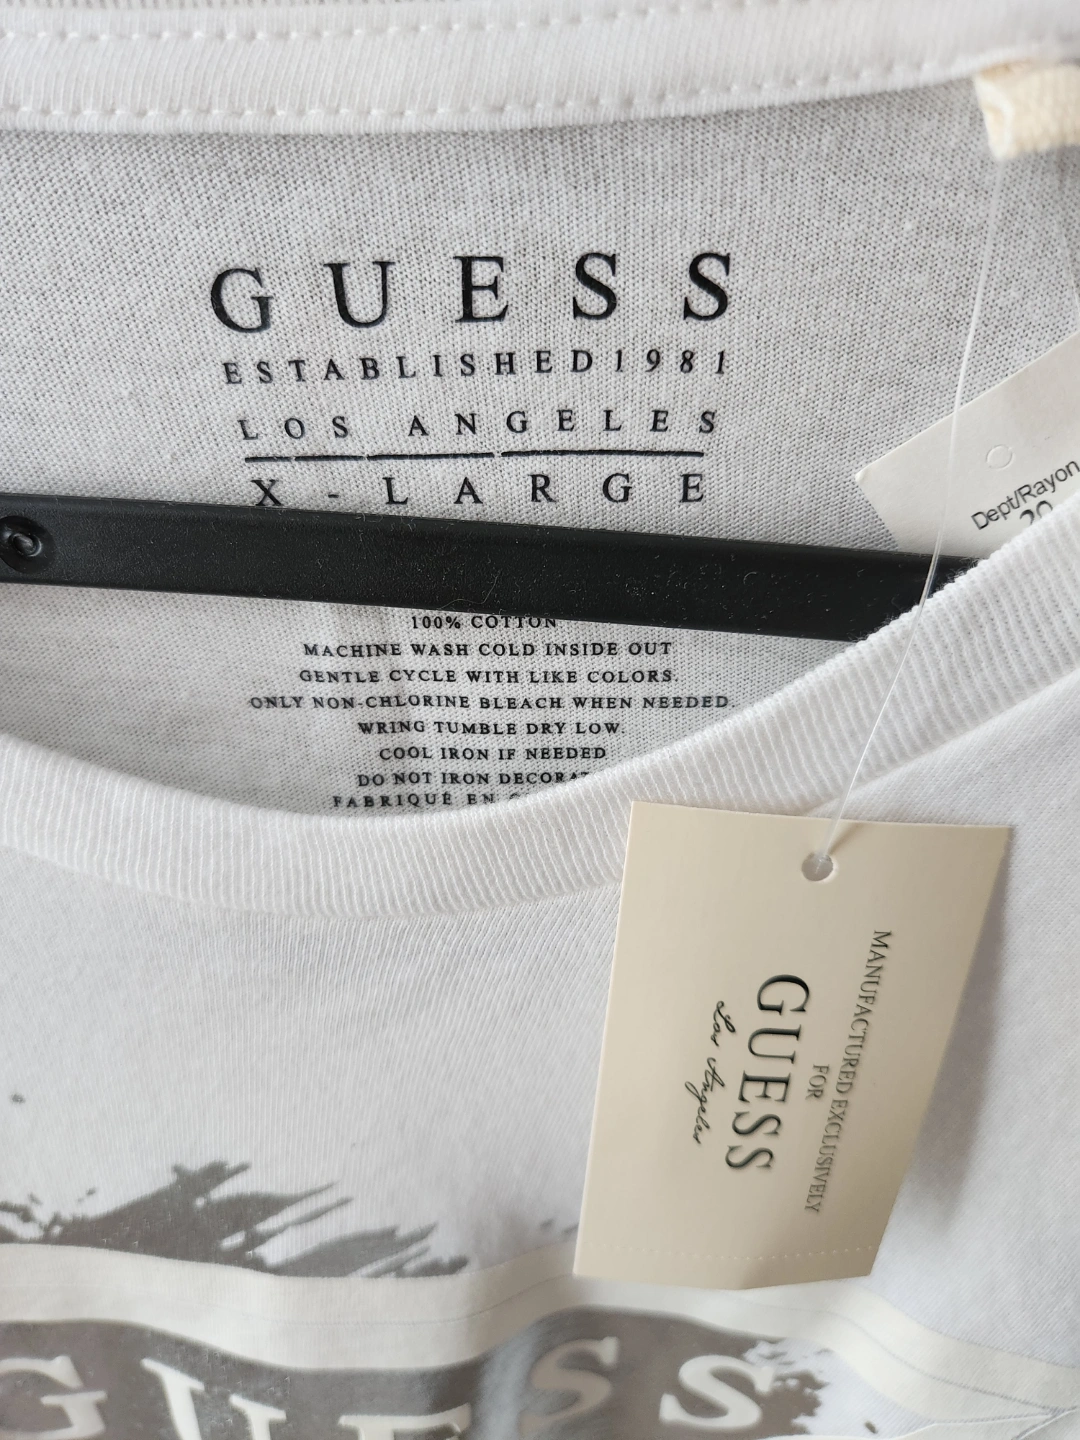 GUESS
ESTABLISHED 1981
LOS ANGELES
X-LARGE
Dept/Rayon
20
100% COTTON
MACHINE WASH COLD INSIDE OUT
GENTLE CYCLE WITH LIKE COLORS.
ONLY NON-CHLORINE BLEACH WHEN NEEDED.
WRING TUMBLE DRY LOW.
COOL IRON IF NEEDED
DO NOT IRON
FABRIQUÉ EN
MANUFACTURED EXCLUSIVELY
FOR
GUESS
Los Angeles
GUESS